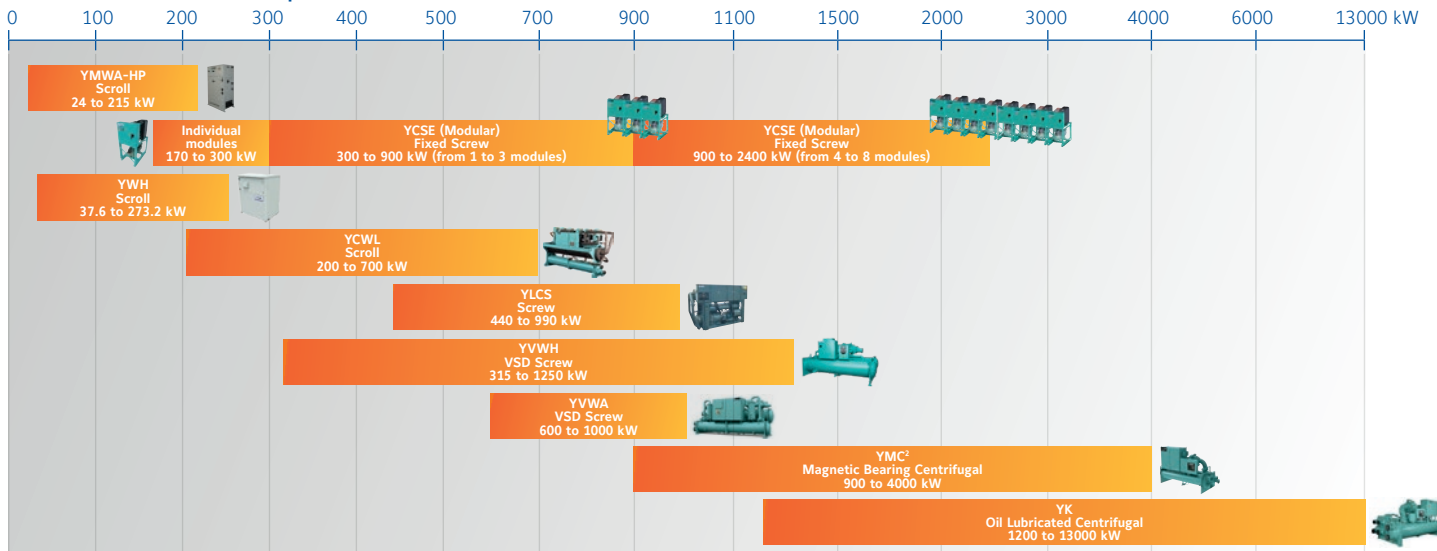 0 100 200 300 400 500 700 900 1100 1500 2000 3000 4000 6000 13000 kW
YMWA-HP
Scroll
24 to 215 kW
Individual
modules
170 to 300 kW
YCSE (Modular)
Fixed Screw
300 to 900 kW (from 1 to 3 modules)
YCSE (Modular)
Fixed Screw
900 to 2400 kW (from 4 to 8 modules)
YWH
Scroll
37.6 to 273.2 kW
YCWL
Scroll
200 to 700 kW
YLCS
Screw
440 to 990 kW
YVWH
VSD Screw
315 to 1250 kW
YVWA
VSD Screw
600 to 1000 kW
YMC²
Magnetic Bearing Centrifugal
900 to 4000 kW
YK
Oil Lubricated Centrifugal
1200 to 13000 kW